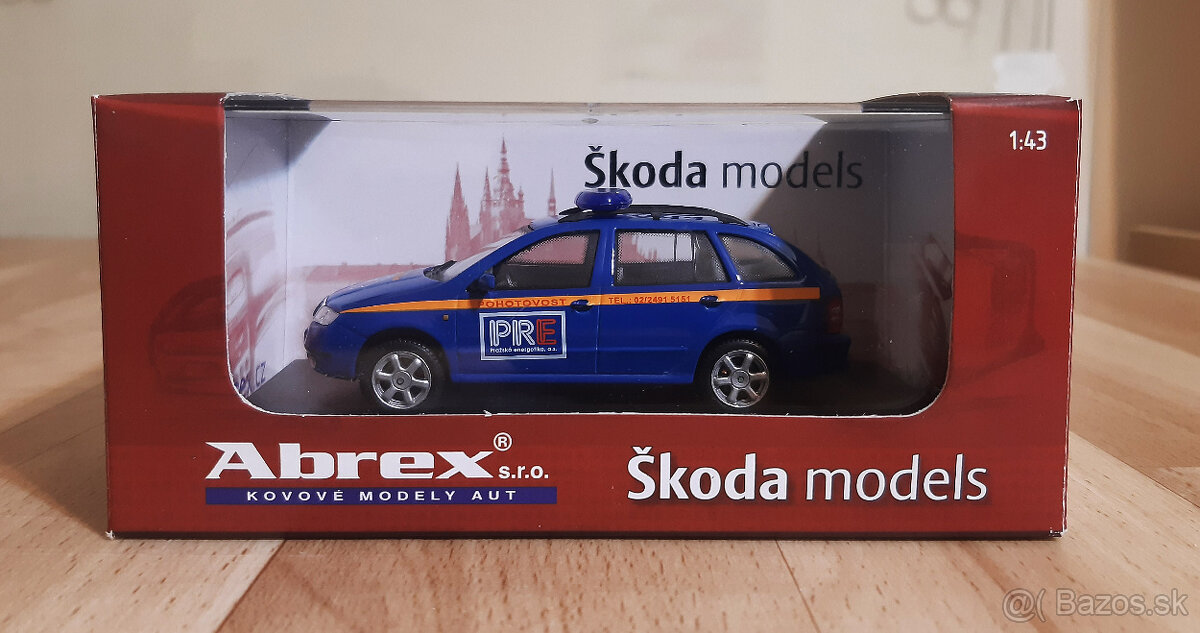 1:43
Škoda models
POHOTOVOST TEL.: 02/2491 5151
PRE
Pražská energetika, a.s.
CZ
Abrex® s.r.o.
KOVOVÉ MODELY AUT
Škoda models
@( Bazos.sk